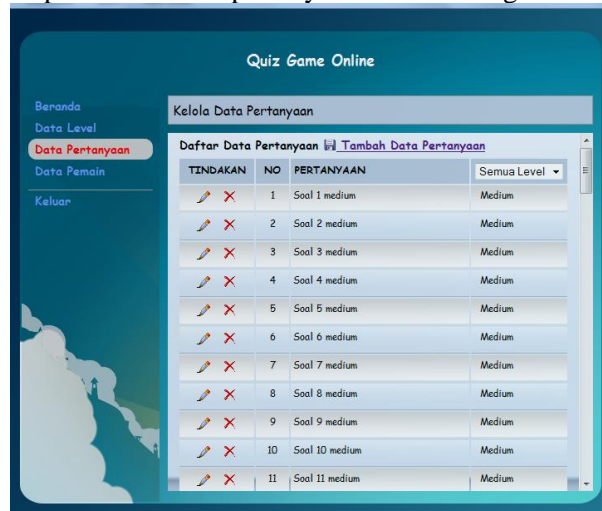 Quiz Game Online
Beranda
Data Level
Data Pertanyaan
Data Pemain
Keluar
Kelola Data Pertanyaan
Daftar Data Pertanyaan Tambah Data Pertanyaan
TINDAKAN NO PERTANYAAN Semua Level
1 Soal 1 medium Medium
2 Soal 2 medium Medium
3 Soal 3 medium Medium
4 Soal 4 medium Medium
5 Soal 5 medium Medium
6 Soal 6 medium Medium
7 Soal 7 medium Medium
8 Soal 8 medium Medium
9 Soal 9 medium Medium
10 Soal 10 medium Medium
11 Soal 11 medium Medium